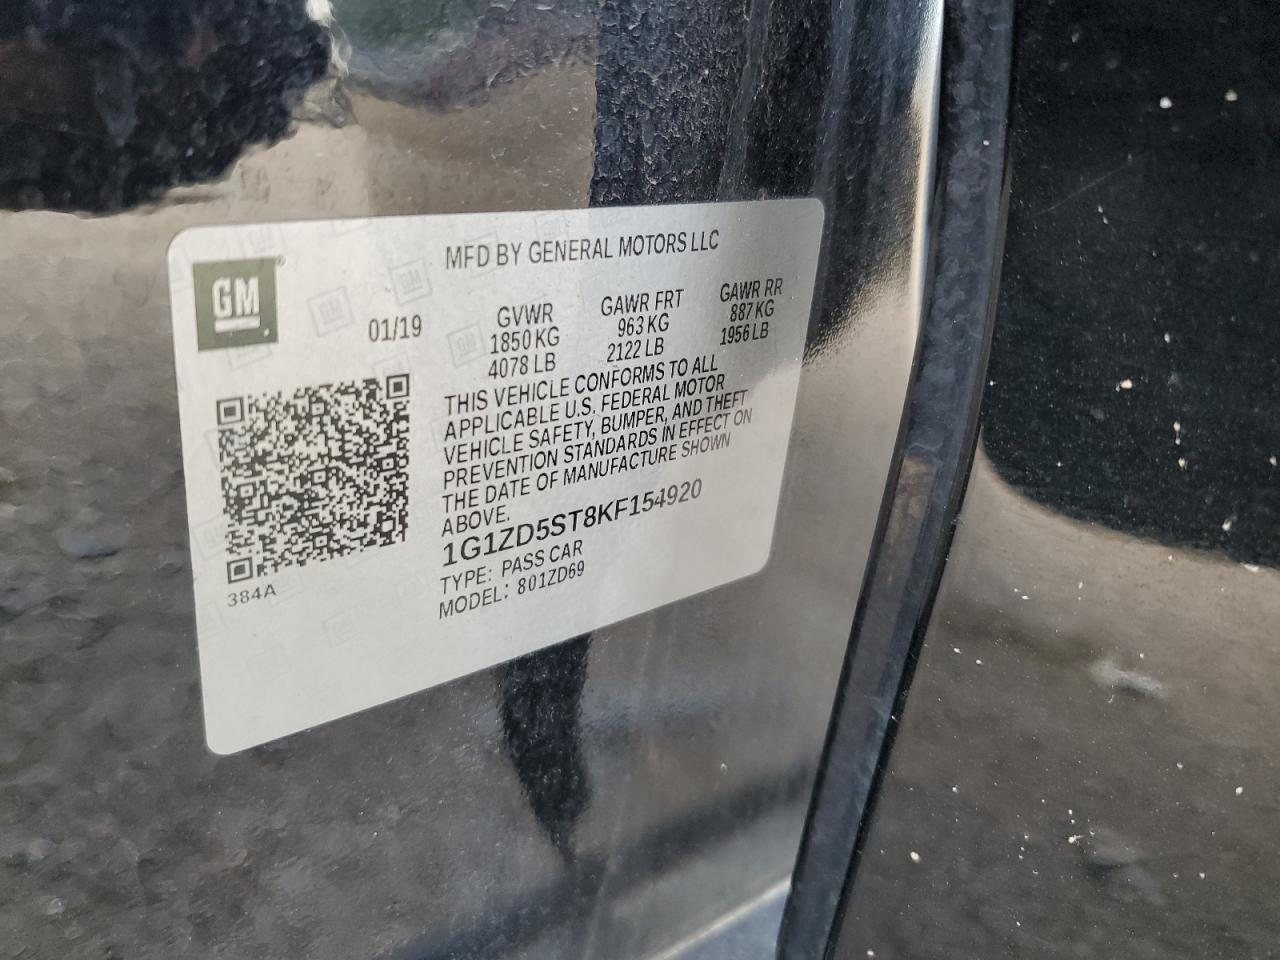 MFD BY GENERAL MOTORS LLC
GM
01/19
GVWR
1850 KG
4078 LB
GAWR FRT
963 KG
2122 LB
GAWR RR
887 KG
1956 LB
THIS VEHICLE CONFORMS TO ALL
APPLICABLE U.S. FEDERAL MOTOR
VEHICLE SAFETY, BUMPER, AND THEFT
PREVENTION STANDARDS IN EFFECT ON
THE DATE OF MANUFACTURE SHOWN
ABOVE.
1G1ZD5ST8KF154920
TYPE: PASS CAR
MODEL: 801ZD69
384A